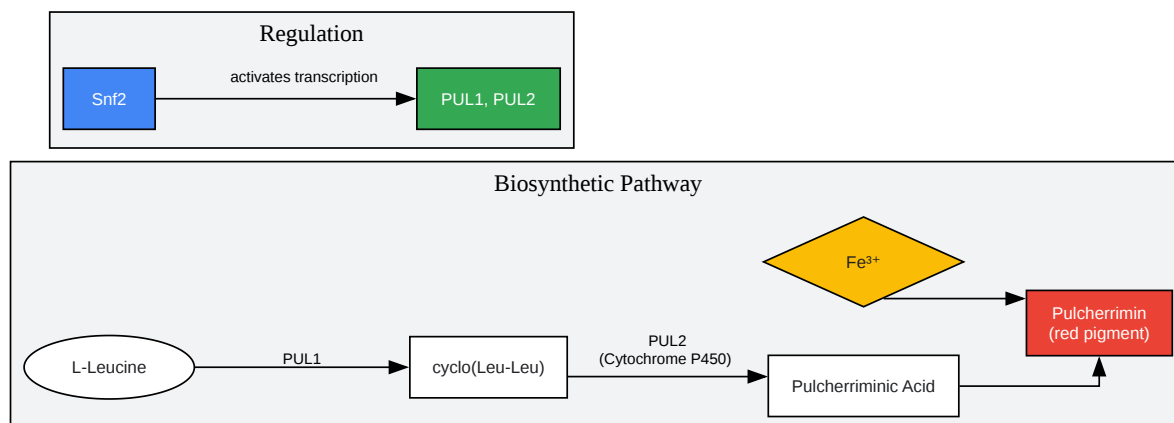 Regulation
activates transcription
Snf2
PUL1, PUL2
Biosynthetic Pathway
Fe³⁺
Pulcherrimin
(red pigment)
L-Leucine
PUL1
cyclo(Leu-Leu)
PUL2
(Cytochrome P450)
Pulcherriminic Acid